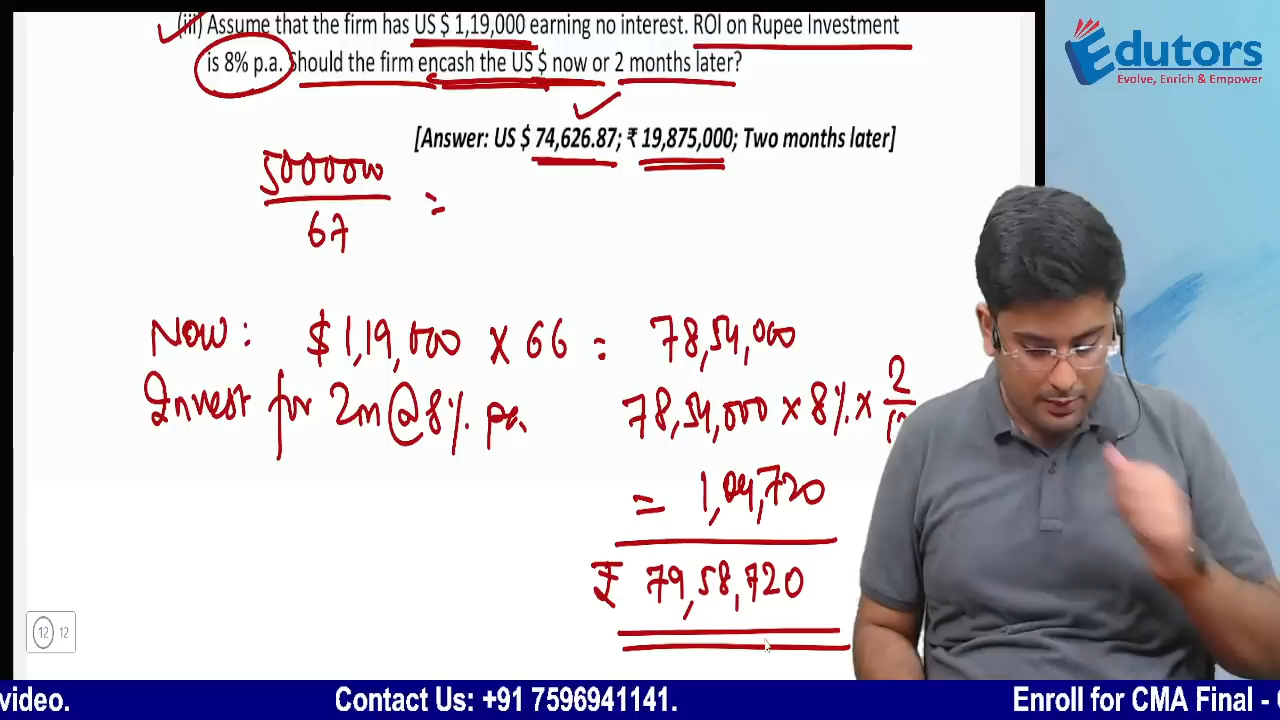 (iii) Assume that the firm has US $ 1,19,000 earning no interest. ROI on Rupee Investment
is 8% p.a. Should the firm encash the US $ now or 2 months later?
[Answer: US $ 74,626.87; ₹ 19,875,000; Two months later]
5000000
67
=
Now: $1,19,000 × 66 = 78,54,000
Invest for 2m@8% pa 78,54,000 × 8% × 2
= 1,04,720
₹ 79,58,720
12 12
Edutors
Evolve, Enrich & Empower
video. Contact Us: +91 7596941141. Enroll for CMA Final -